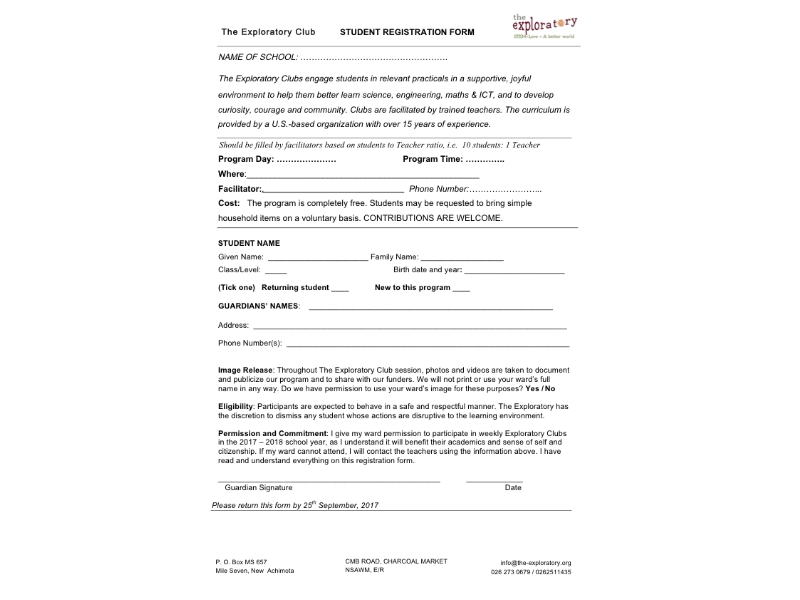 The Exploratory Club STUDENT REGISTRATION FORM
the
exploratory
NAME OF SCHOOL: …………………………………………….
The Exploratory Clubs engage students in relevant practicals in a supportive, joyful
environment to help them better learn science, engineering, maths & ICT, and to develop
curiosity, courage and community. Clubs are facilitated by trained teachers. The curriculum is
provided by a U.S.-based organization with over 15 years of experience.
Should be filled by facilitators based on students to Teacher ratio, i.e. 10 students: 1 Teacher
Program Day: ………………… Program Time: …………..
Where:____________________________________________________
Facilitator:________________________________ Phone Number:……………………..
Cost: The program is completely free. Students may be requested to bring simple
household items on a voluntary basis. CONTRIBUTIONS ARE WELCOME.
STUDENT NAME
Given Name: ________________________ Family Name: ____________________
Class/Level: _____ Birth date and year: ________________________
(Tick one) Returning student ____ New to this program ____
GUARDIANS' NAMES: __________________________________________________________
Address: ___________________________________________________________________________
Phone Number(s): ____________________________________________________________________
Image Release: Throughout The Exploratory Club session, photos and videos are taken to document
and publicize our program and to share with our funders. We will not print or use your ward's full
name in any way. Do we have permission to use your ward's image for these purposes? Yes / No
Eligibility: Participants are expected to behave in a safe and respectful manner. The Exploratory has
the discretion to dismiss any student whose actions are disruptive to the learning environment.
Permission and Commitment: I give my ward permission to participate in weekly Exploratory Clubs
in the 2017 – 2018 school year, as I understand it will benefit their academics and sense of self and
citizenship. If my ward cannot attend, I will contact the teachers using the information above. I have
read and understand everything on this registration form.
Guardian Signature Date
Please return this form by 25th September, 2017
P. O. Box MS 657 CMB ROAD, CHARCOAL MARKET info@the-exploratory.org
Mile Seven, New Achimota NSAWM, E/R 026 273 0679 / 0262511435